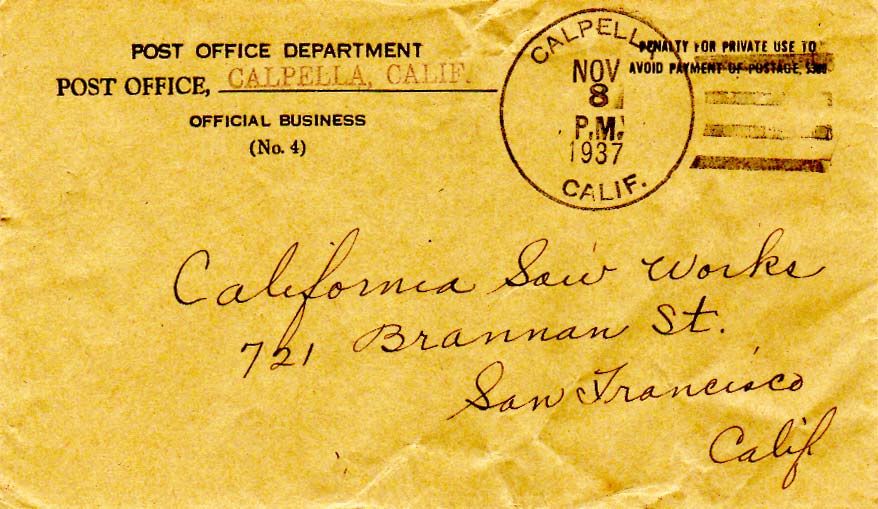 POST OFFICE DEPARTMENT
POST OFFICE, CALPELLA, CALIF.
OFFICIAL BUSINESS
(No. 4)
CALPELLA
NOV
8
P.M.
1937
CALIF.
PENALTY FOR PRIVATE USE TO
AVOID PAYMENT OF POSTAGE, $300
California Saw Works
721 Brannan St.
San Francisco
Calif